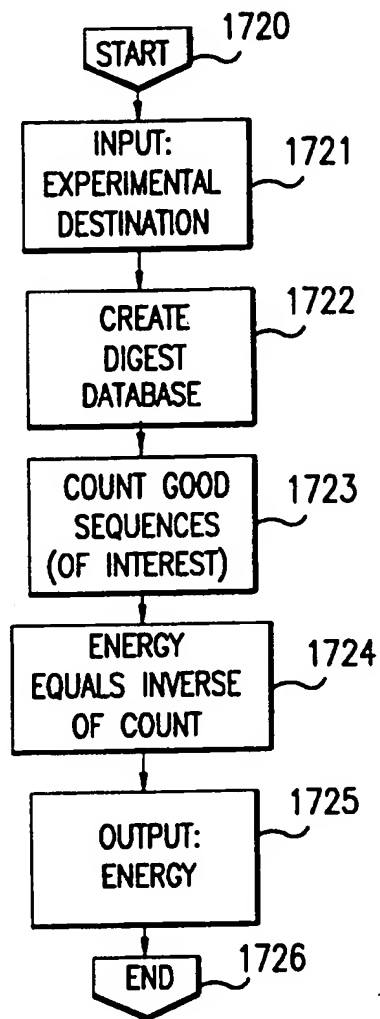 START
1720
INPUT:
EXPERIMENTAL
DESTINATION
1721
CREATE
DIGEST
DATABASE
1722
COUNT GOOD
SEQUENCES
(OF INTEREST)
1723
ENERGY
EQUALS INVERSE
OF COUNT
1724
OUTPUT:
ENERGY
1725
END
1726